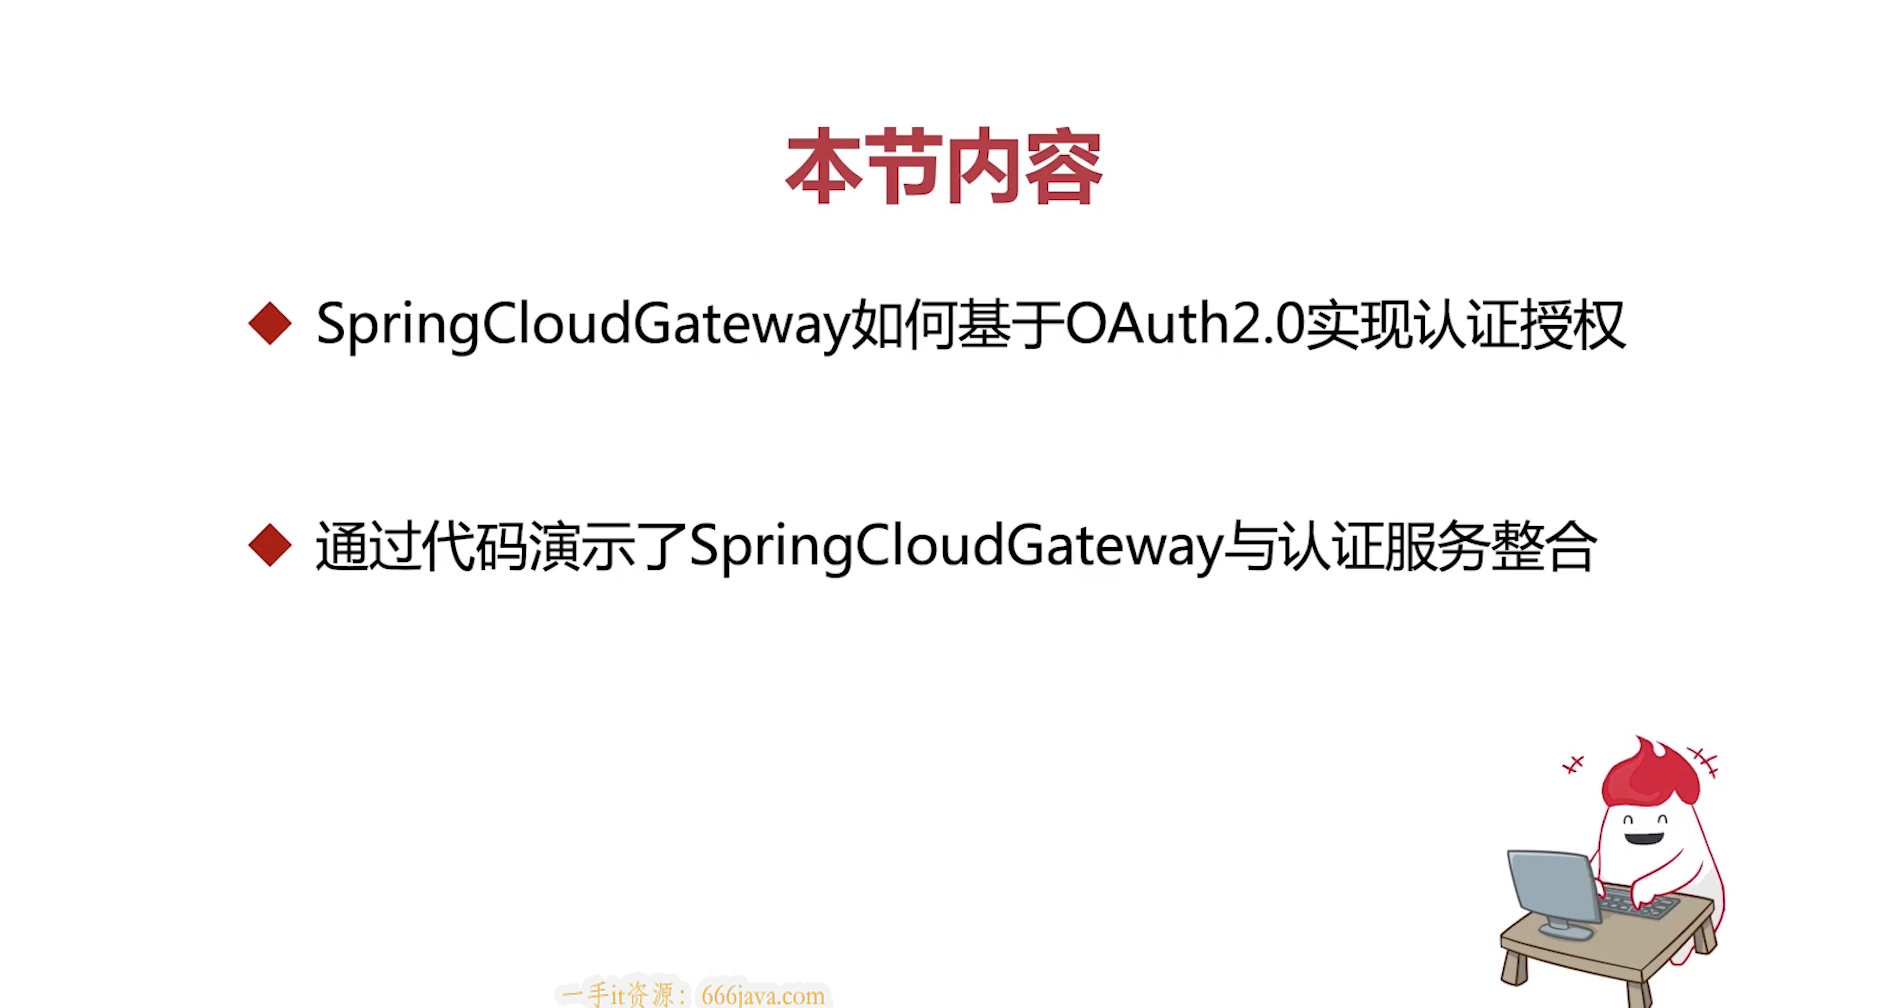 本节内容
SpringCloudGateway如何基于OAuth2.0实现认证授权
通过代码演示了SpringCloudGateway与认证服务整合
一手it资源：666java.com